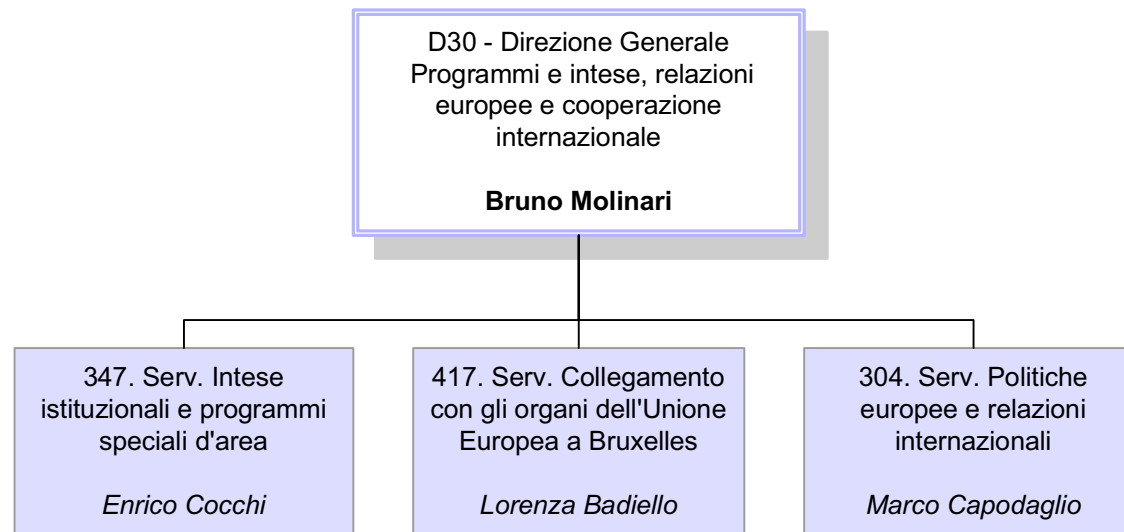 D30 - Direzione Generale
Programmi e intese, relazioni
europee e cooperazione
internazionale
Bruno Molinari
347. Serv. Intese
istituzionali e programmi
speciali d'area
Enrico Cocchi
417. Serv. Collegamento
con gli organi dell'Unione
Europea a Bruxelles
Lorenza Badiello
304. Serv. Politiche
europee e relazioni
internazionali
Marco Capodaglio